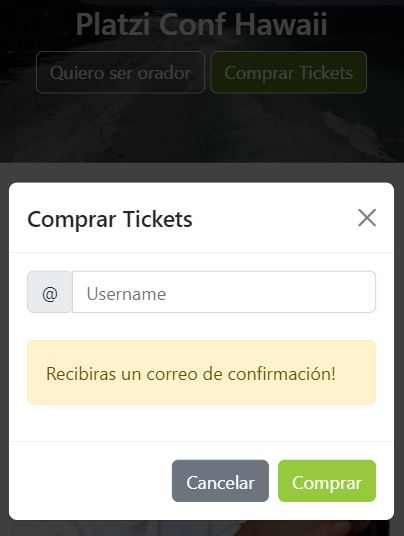 Platzi Conf Hawaii
Quiero ser orador Comprar Tickets
Comprar Tickets
@ Username
Recibiras un correo de confirmación!
Cancelar Comprar